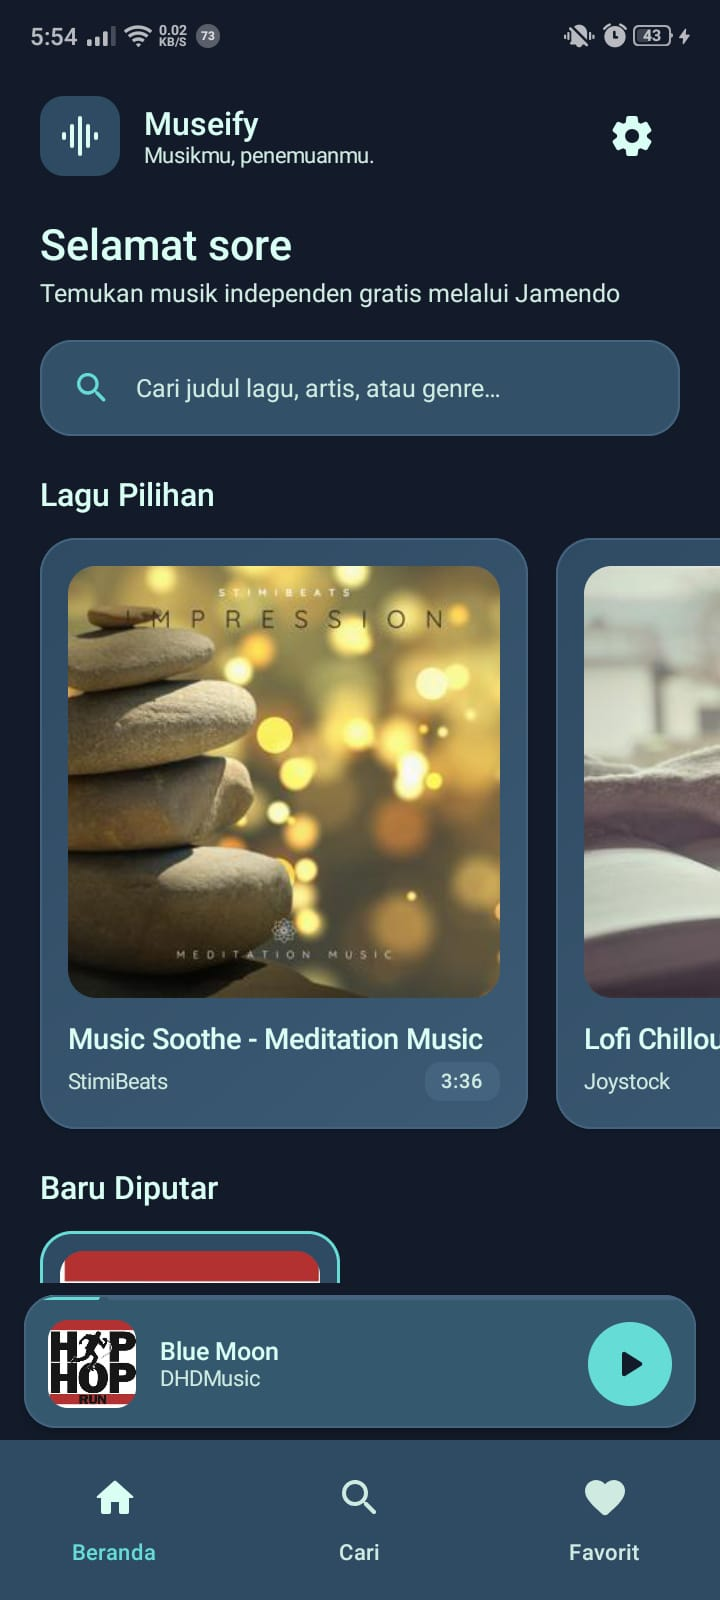 5:54 0.02 KB/S 73 43
Museify
Musikmu, penemuanmu.
Selamat sore
Temukan musik independen gratis melalui Jamendo
Cari judul lagu, artis, atau genre...
Lagu Pilihan
STIMIBEATS
IMPRESSION
MEDITATION MUSIC
Music Soothe - Meditation Music
StimiBeats
3:36
Lofi Chillou
Joystock
Baru Diputar
HIP
HOP
RUN
Blue Moon
DHDMusic
Beranda
Cari
Favorit